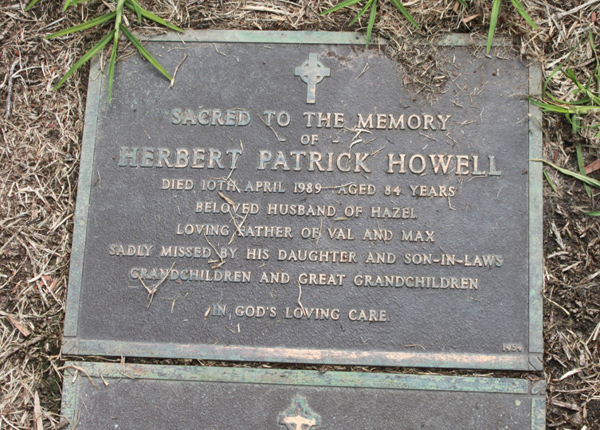 SACRED TO THE MEMORY
OF
HERBERT PATRICK HOWELL
DIED 10TH APRIL 1989 AGED 84 YEARS
BELOVED HUSBAND OF HAZEL
LOVING FATHER OF VAL AND MAX
SADLY MISSED BY HIS DAUGHTER AND SON-IN-LAWS
GRANDCHILDREN AND GREAT GRANDCHILDREN
IN GOD'S LOVING CARE